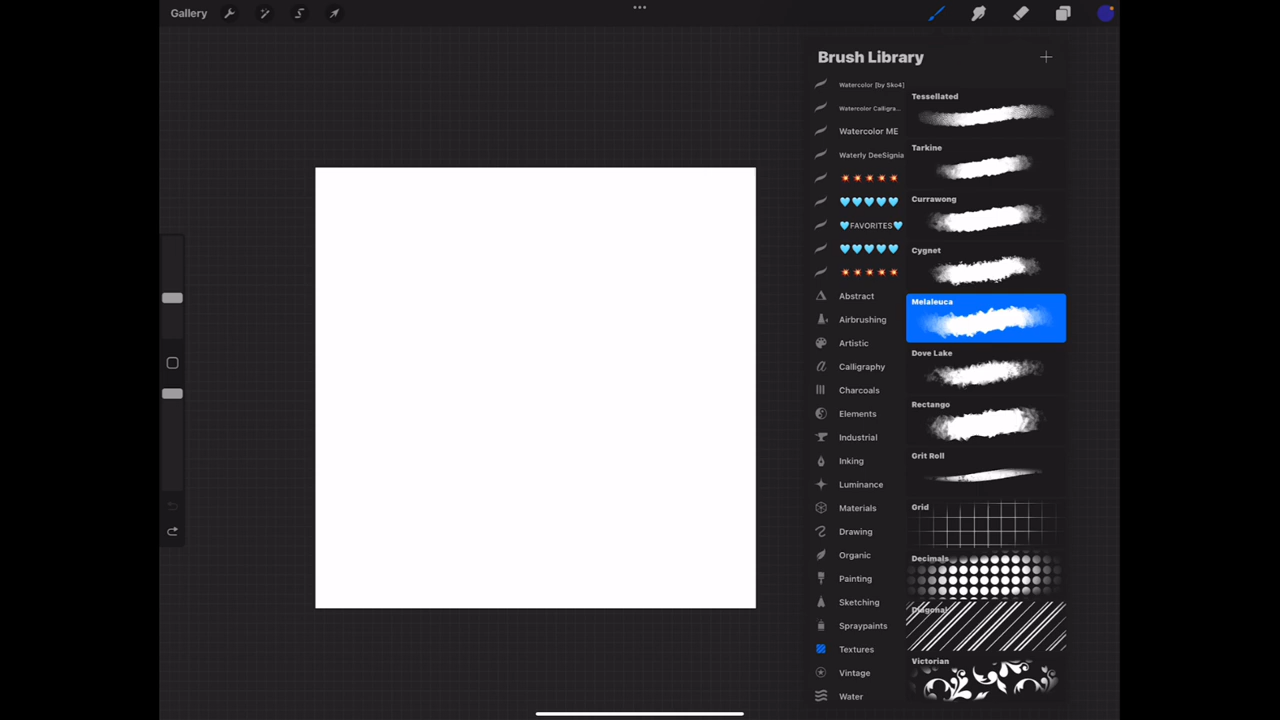 Gallery
Brush Library
Watercolor [by Sko4]
Watercolor Calligra...
Watercolor ME
Waterly DeeSignia
💥💥💥💥💥
🩵🩵🩵🩵🩵
🩵FAVORITES🩵
🩵🩵🩵🩵🩵
💥💥💥💥💥
Abstract
Airbrushing
Artistic
Calligraphy
Charcoals
Elements
Industrial
Inking
Luminance
Materials
Drawing
Organic
Painting
Sketching
Spraypaints
Textures
Vintage
Water
Tessellated
Tarkine
Currawong
Cygnet
Melaleuca
Dove Lake
Rectango
Grit Roll
Grid
Decimals
Diagonal
Victorian